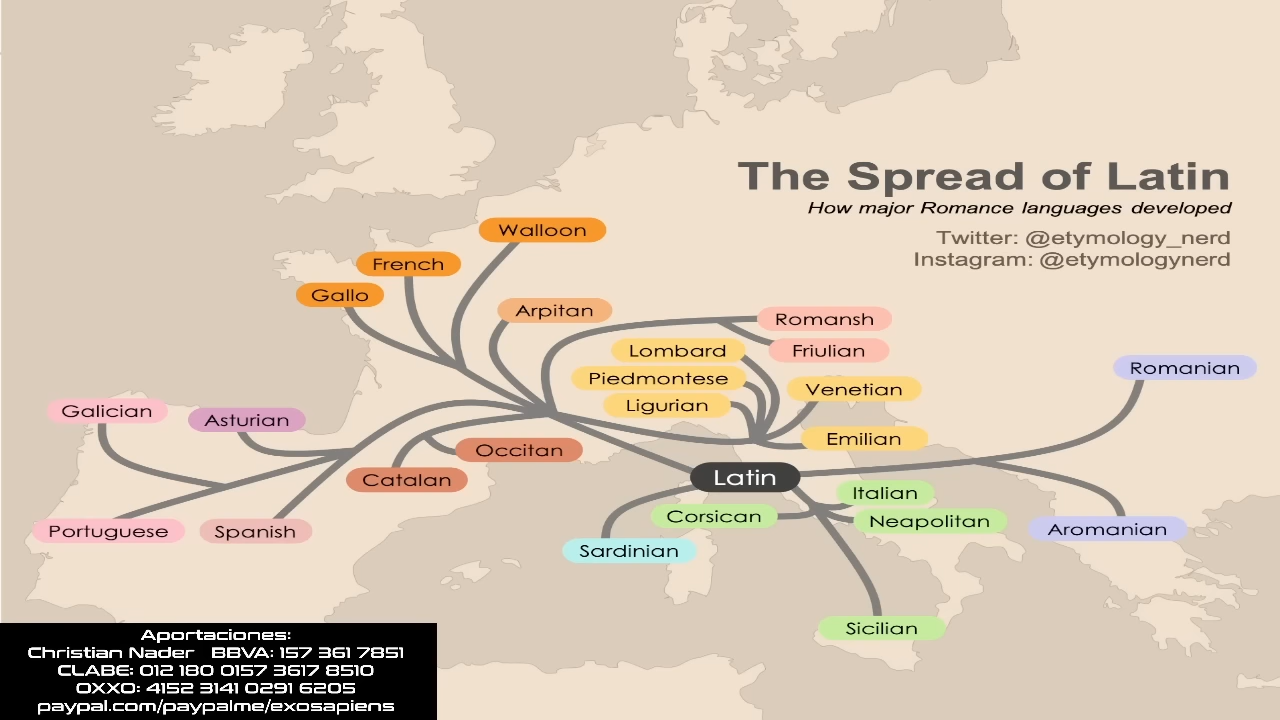 The Spread of Latin
How major Romance languages developed
Twitter: @etymology_nerd
Instagram: @etymologynerd
Walloon
French
Gallo
Arpitan
Romansh
Friulian
Lombard
Piedmontese
Ligurian
Venetian
Emilian
Romanian
Galician
Asturian
Occitan
Catalan
Latin
Portuguese
Spanish
Corsican
Italian
Neapolitan
Sardinian
Aromanian
Sicilian
Aportaciones:
Christian Nader BBVA: 157 361 7851
CLABE: 012 180 0157 3617 8510
OXXO: 4152 3141 0291 6205
paypal.com/paypalme/exosapiens